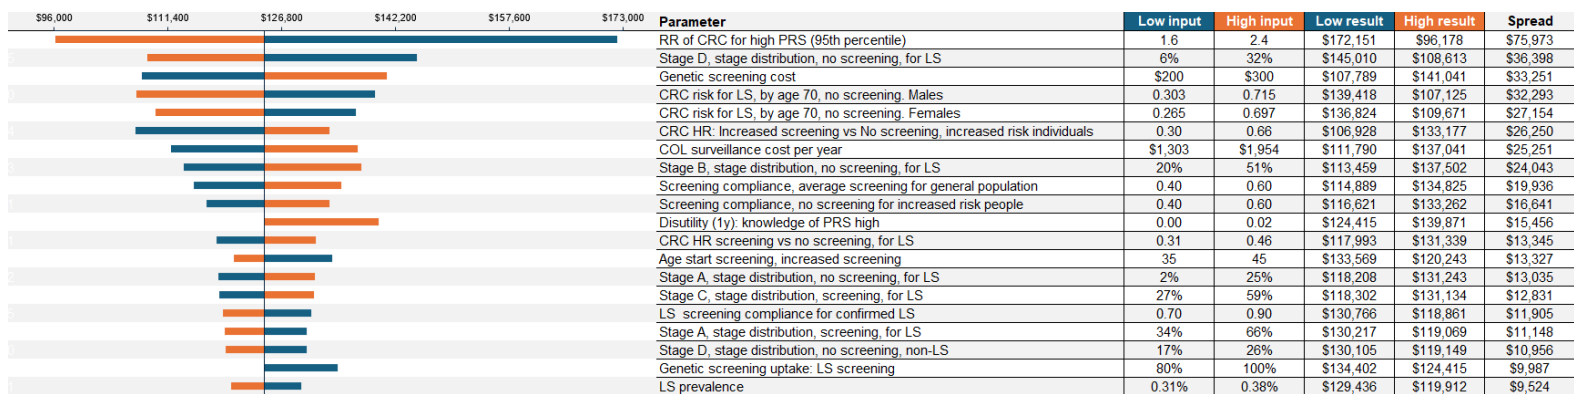 $96,000 $111,400 $126,800 $142,200 $157,600 $173,000 Parameter Low input High input Low result High result Spread
RR of CRC for high PRS (95th percentile) 1.6 2.4 $172,151 $96,178 $75,973
Stage D, stage distribution, no screening, for LS 6% 32% $145,010 $108,613 $36,398
Genetic screening cost $200 $300 $107,789 $141,041 $33,251
CRC risk for LS, by age 70, no screening. Males 0.303 0.715 $139,418 $107,125 $32,293
CRC risk for LS, by age 70, no screening. Females 0.265 0.697 $136,824 $109,671 $27,154
CRC HR: Increased screening vs No screening, increased risk individuals 0.30 0.66 $106,928 $133,177 $26,250
COL surveillance cost per year $1,303 $1,954 $111,790 $137,041 $25,251
Stage B, stage distribution, no screening, for LS 20% 51% $113,459 $137,502 $24,043
Screening compliance, average screening for general population 0.40 0.60 $114,889 $134,825 $19,936
Screening compliance, no screening for increased risk people 0.40 0.60 $116,621 $133,262 $16,641
Disutility (1y): knowledge of PRS high 0.00 0.02 $124,415 $139,871 $15,456
CRC HR screening vs no screening, for LS 0.31 0.46 $117,993 $131,339 $13,345
Age start screening, increased screening 35 45 $133,569 $120,243 $13,327
Stage A, stage distribution, no screening, for LS 2% 25% $118,208 $131,243 $13,035
Stage C, stage distribution, screening, for LS 27% 59% $118,302 $131,134 $12,831
LS screening compliance for confirmed LS 0.70 0.90 $130,766 $118,861 $11,905
Stage A, stage distribution, screening, for LS 34% 66% $130,217 $119,069 $11,148
Stage D, stage distribution, no screening, non-LS 17% 26% $130,105 $119,149 $10,956
Genetic screening uptake: LS screening 80% 100% $134,402 $124,415 $9,987
LS prevalence 0.31% 0.38% $129,436 $119,912 $9,524